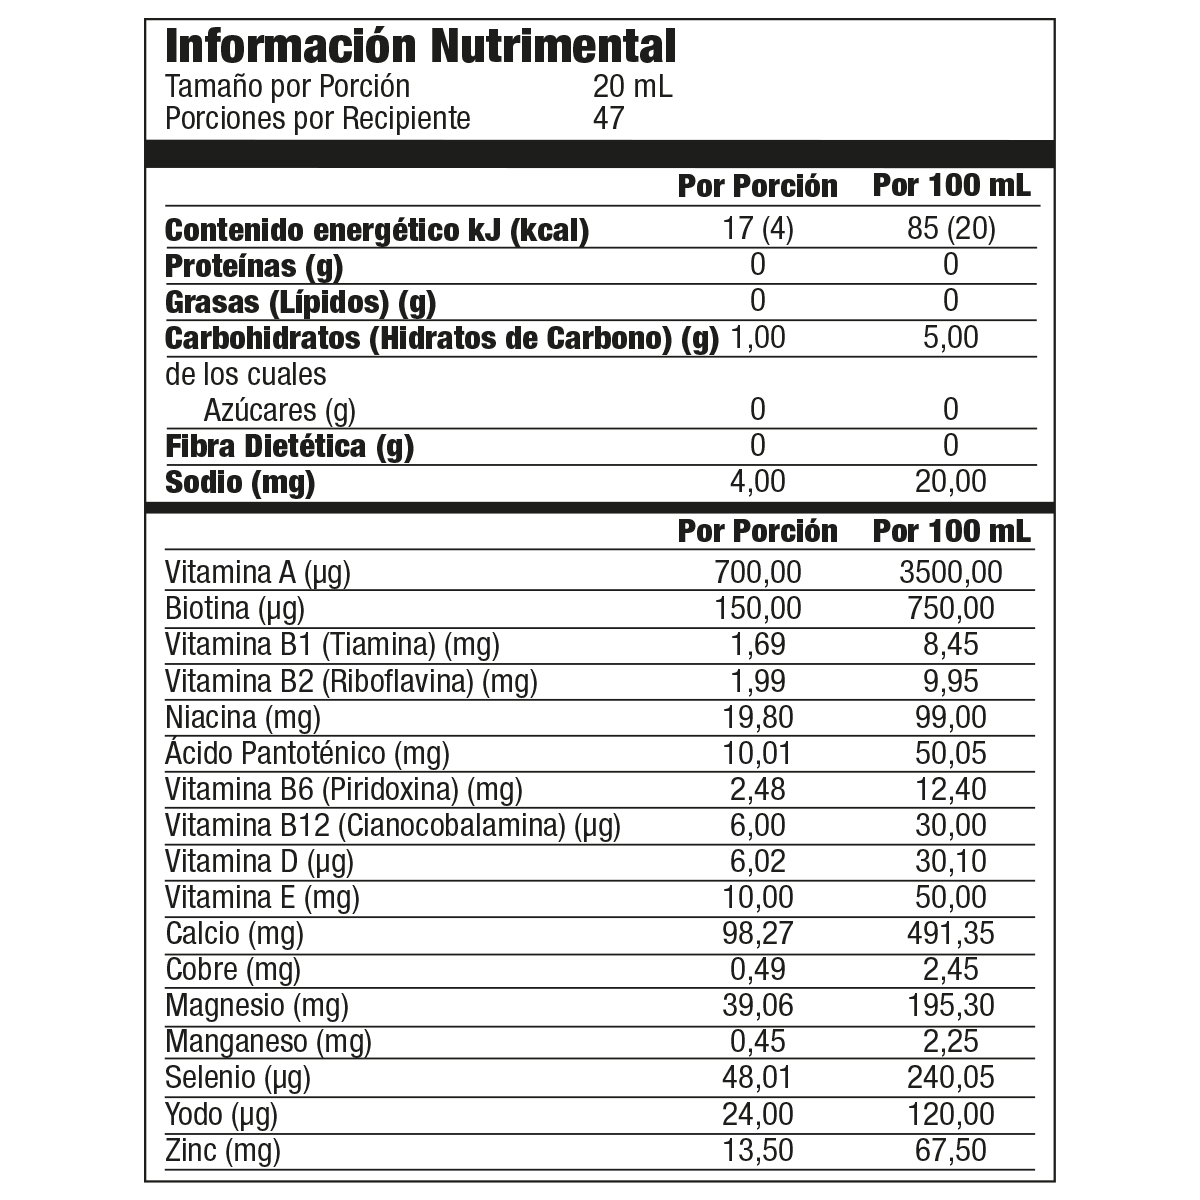 Información Nutrimental
Tamaño por Porción 20 mL
Porciones por Recipiente 47
Por Porción Por 100 mL
Contenido energético kJ (kcal) 17 (4) 85 (20)
Proteínas (g) 0 0
Grasas (Lípidos) (g) 0 0
Carbohidratos (Hidratos de Carbono) (g) 1,00 5,00
de los cuales
Azúcares (g) 0 0
Fibra Dietética (g) 0 0
Sodio (mg) 4,00 20,00
Por Porción Por 100 mL
Vitamina A (µg) 700,00 3500,00
Biotina (µg) 150,00 750,00
Vitamina B1 (Tiamina) (mg) 1,69 8,45
Vitamina B2 (Riboflavina) (mg) 1,99 9,95
Niacina (mg) 19,80 99,00
Ácido Pantoténico (mg) 10,01 50,05
Vitamina B6 (Piridoxina) (mg) 2,48 12,40
Vitamina B12 (Cianocobalamina) (µg) 6,00 30,00
Vitamina D (µg) 6,02 30,10
Vitamina E (mg) 10,00 50,00
Calcio (mg) 98,27 491,35
Cobre (mg) 0,49 2,45
Magnesio (mg) 39,06 195,30
Manganeso (mg) 0,45 2,25
Selenio (µg) 48,01 240,05
Yodo (µg) 24,00 120,00
Zinc (mg) 13,50 67,50